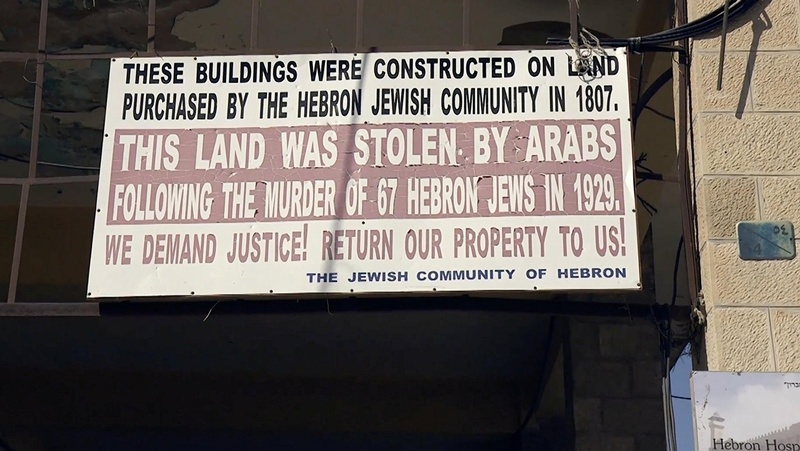 THESE BUILDINGS WERE CONSTRUCTED ON LAND
PURCHASED BY THE HEBRON JEWISH COMMUNITY IN 1807.
THIS LAND WAS STOLEN BY ARABS
FOLLOWING THE MURDER OF 67 HEBRON JEWS IN 1929.
WE DEMAND JUSTICE! RETURN OUR PROPERTY TO US!
THE JEWISH COMMUNITY OF HEBRON
٥٤
4
Hebron